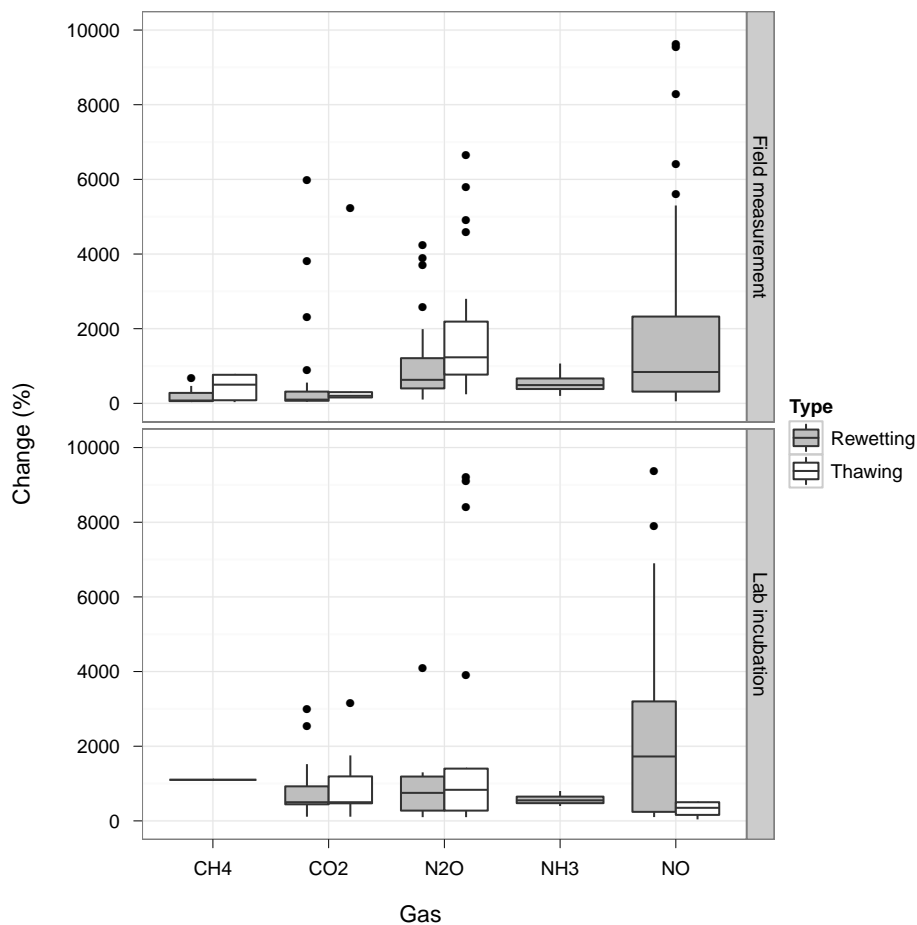 10000
8000
6000
4000
2000
0
Field measurement
10000
8000
6000
4000
2000
0
Lab incubation
Change (%)
CH4 CO2 N2O NH3 NO
Gas
Type
Rewetting
Thawing